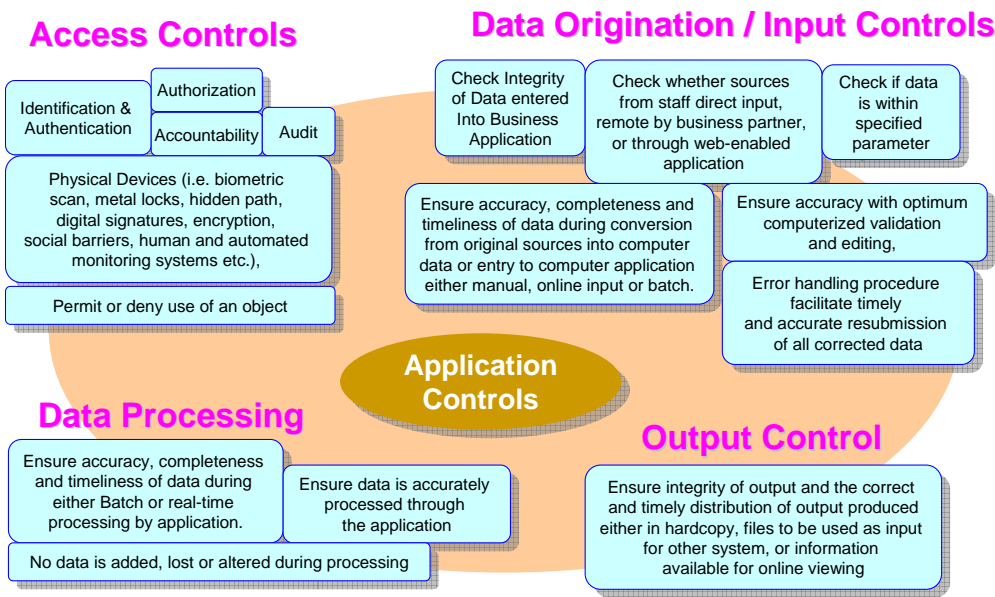 Access Controls
Identification &
Authentication
Authorization
Accountability
Audit
Physical Devices (i.e. biometric
scan, metal locks, hidden path,
digital signatures, encryption,
social barriers, human and automated
monitoring systems etc.),
Permit or deny use of an object
Data Origination / Input Controls
Check Integrity
of Data entered
Into Business
Application
Check whether sources
from staff direct input,
remote by business partner,
or through web-enabled
application
Check if data
is within
specified
parameter
Ensure accuracy, completeness and
timeliness of data during conversion
from original sources into computer
data or entry to computer application
either manual, online input or batch.
Ensure accuracy with optimum
computerized validation
and editing,
Error handling procedure
facilitate timely
and accurate resubmission
of all corrected data
Application
Controls
Data Processing
Ensure accuracy, completeness
and timeliness of data during
either Batch or real-time
processing by application.
Ensure data is accurately
processed through
the application
No data is added, lost or altered during processing
Output Control
Ensure integrity of output and the correct
and timely distribution of output produced
either in hardcopy, files to be used as input
for other system, or information
available for online viewing